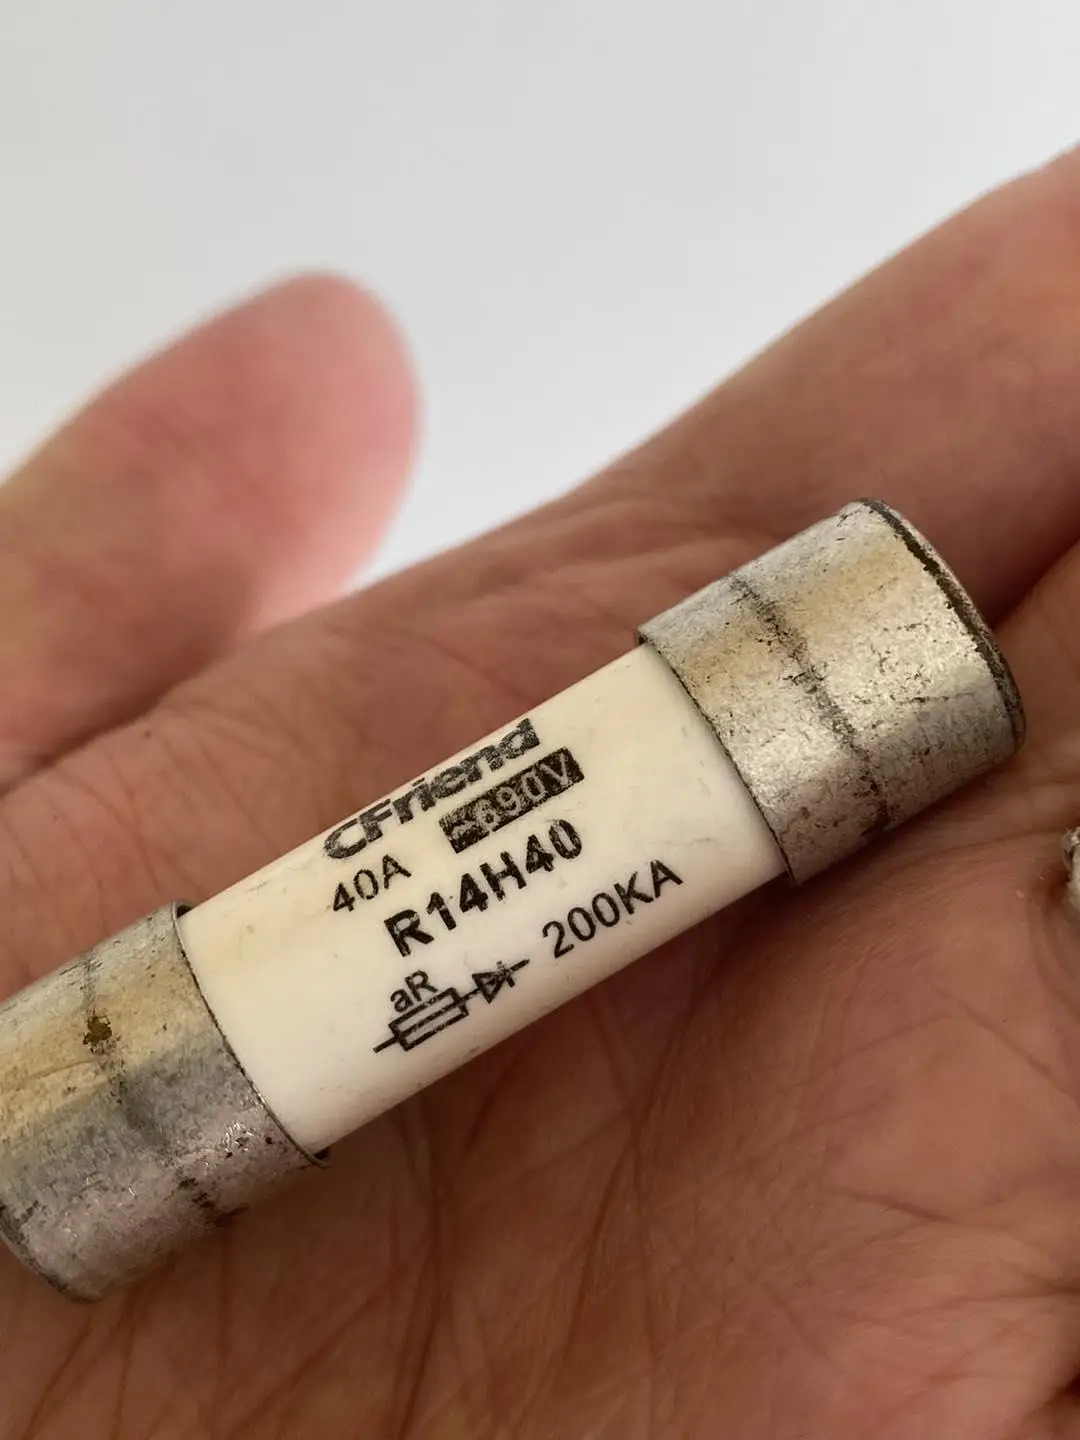 CFriend
40A ~690V
R14H40
aR 200KA